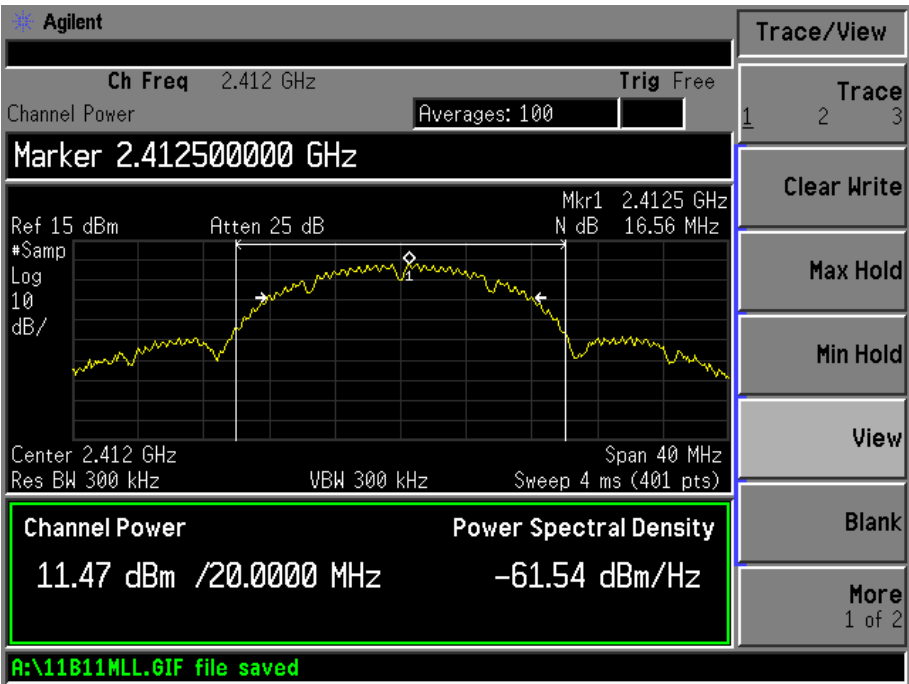 Agilent
Ch Freq 2.412 GHz Trig Free
Channel Power Averages: 100
Marker 2.412500000 GHz
Mkr1 2.4125 GHz
Ref 15 dBm Atten 25 dB N dB 16.56 MHz
#Samp
Log
10
dB/
1
Center 2.412 GHz Span 40 MHz
Res BW 300 kHz VBW 300 kHz Sweep 4 ms (401 pts)
Channel Power Power Spectral Density
11.47 dBm /20.0000 MHz -61.54 dBm/Hz
A:\11B11MLL.GIF file saved
Trace/View
Trace
1 2 3
Clear Write
Max Hold
Min Hold
View
Blank
More
1 of 2